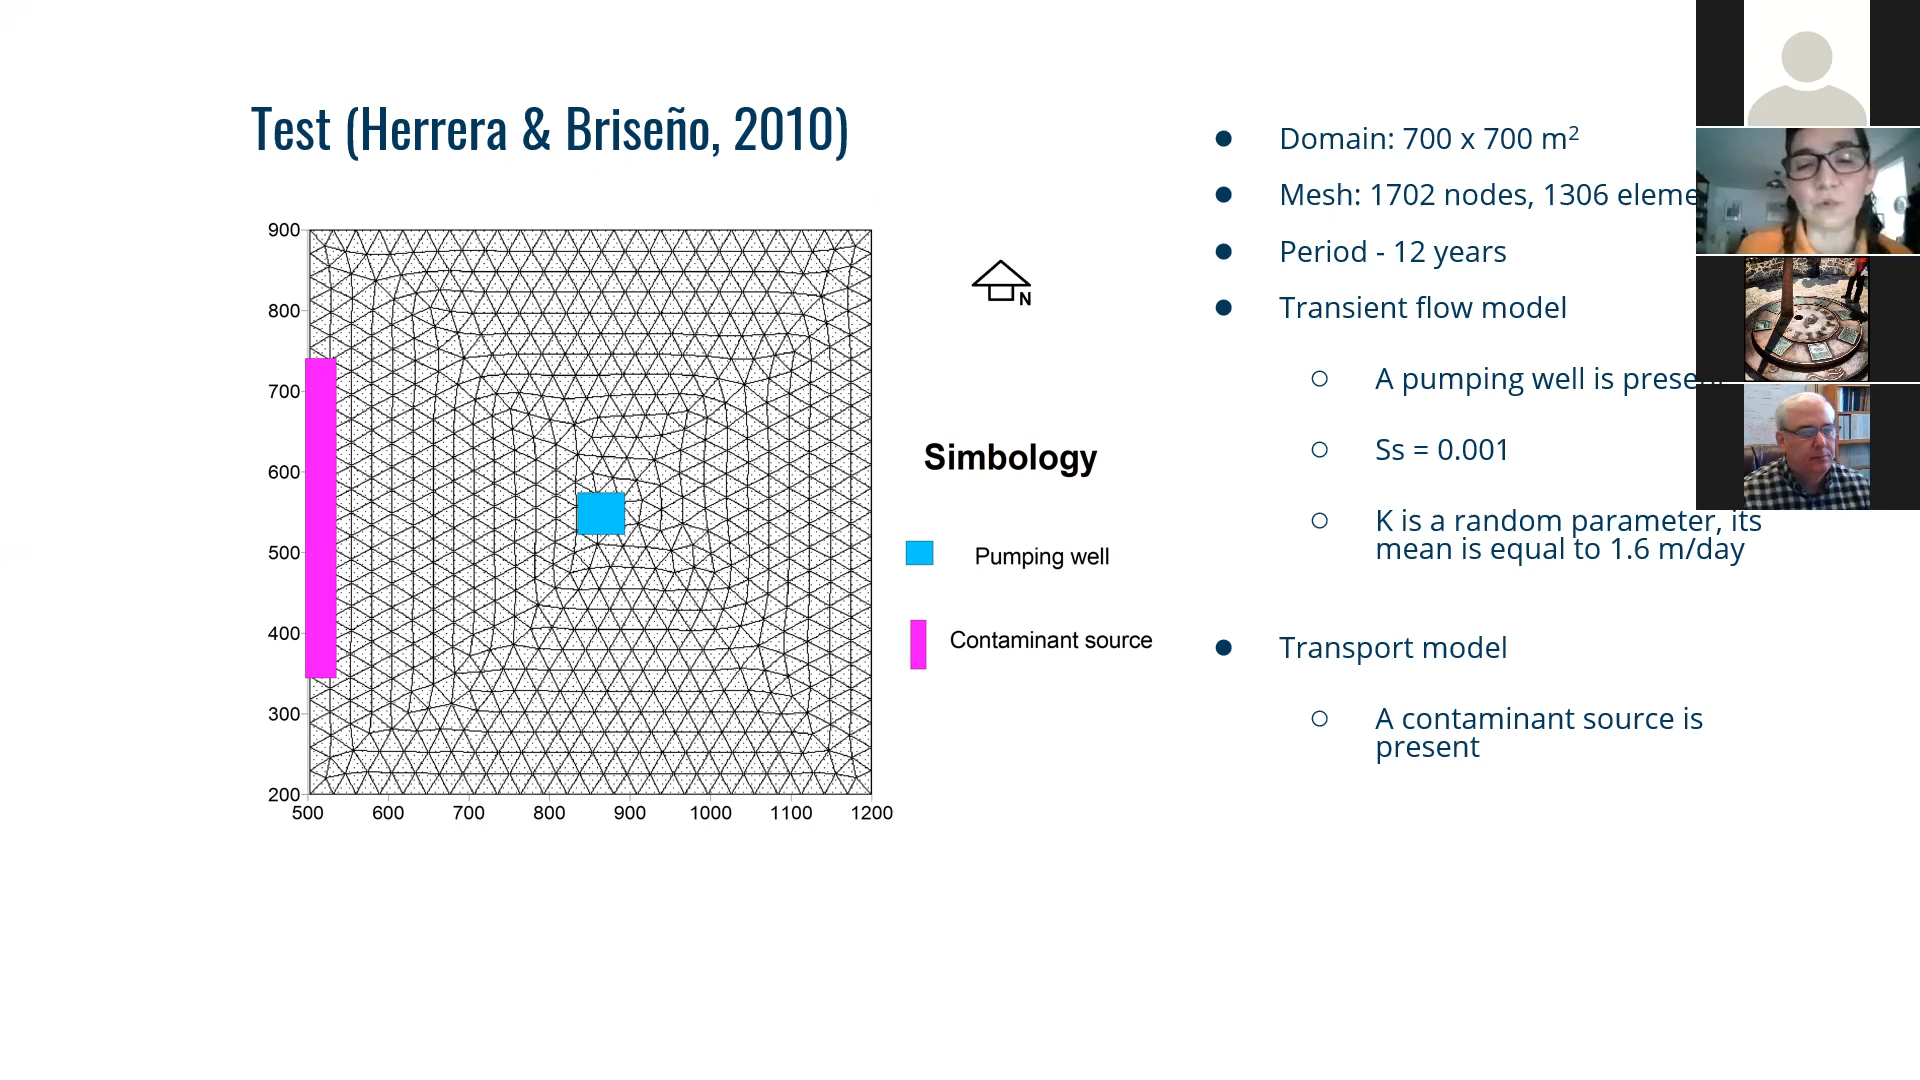 Test (Herrera & Briseño, 2010)
900
800
700
600
500
400
300
200
500
600
700
800
900
1000
1100
1200
N
Simbology
Pumping well
Contaminant source
● Domain: 700 x 700 m²
● Mesh: 1702 nodes, 1306
● Period - 12 years
● Transient flow model
○ A pumping well is present
○ Ss = 0.001
○ K is a random parameter, its
mean is equal to 1.6 m/day
● Transport model
○ A contaminant source is
present